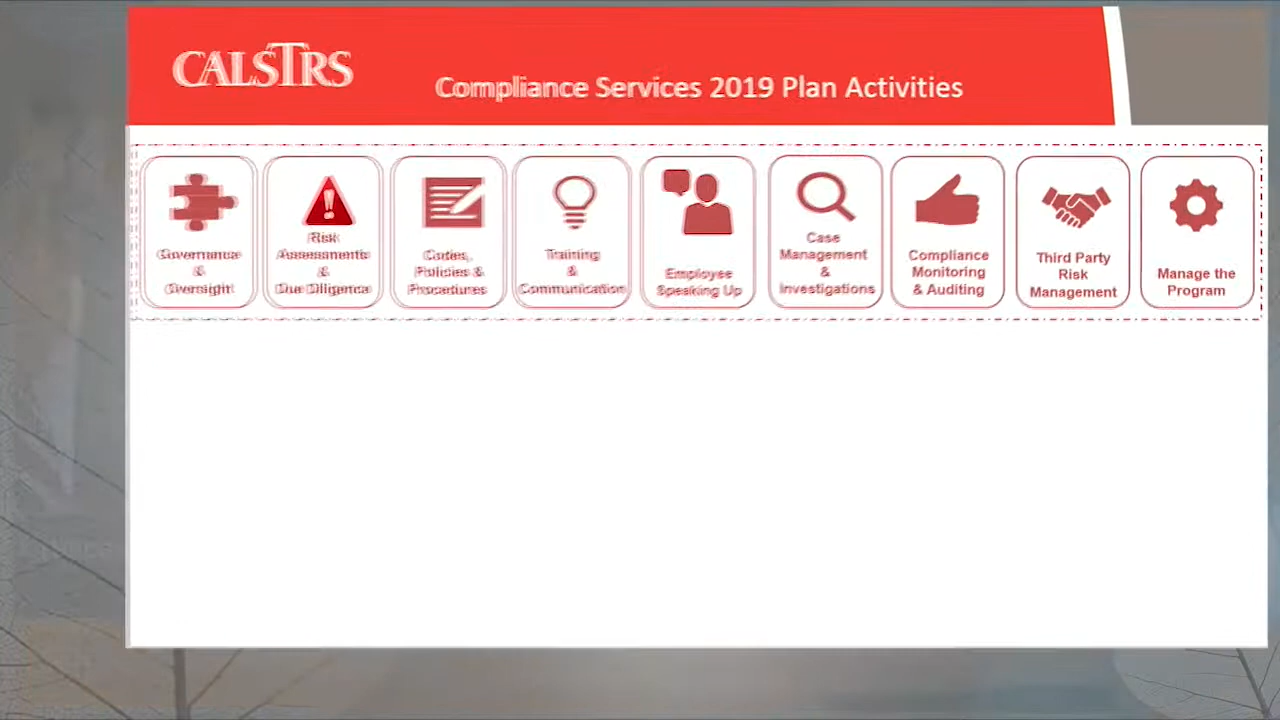 CALSTRS
Compliance Services 2019 Plan Activities
Governance
&
Oversight
Risk
Assessments
&
Due Diligence
Codes,
Policies &
Procedures
Training
&
Communication
Employee
Speaking Up
Case
Management
&
Investigations
Compliance
Monitoring
& Auditing
Third Party
Risk
Management
Manage the
Program